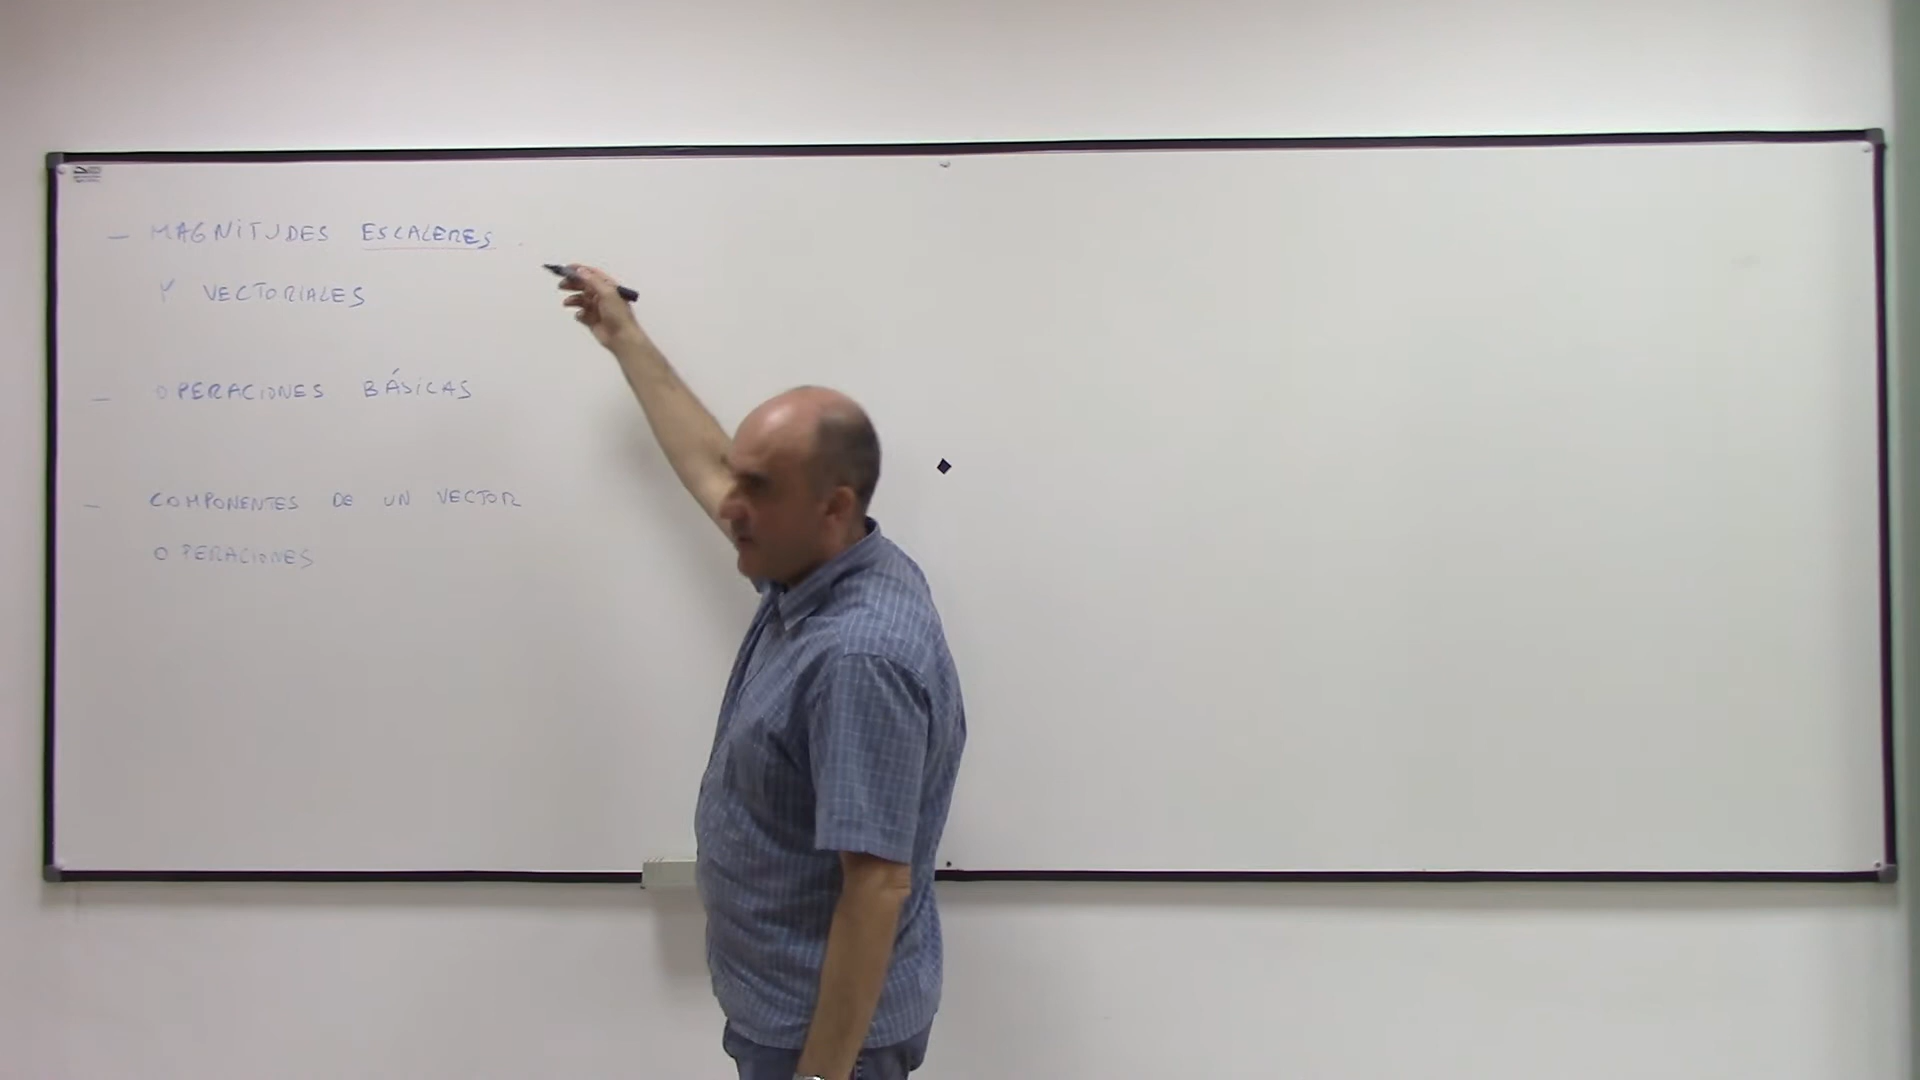 - MAGNITUDES ESCALERES
Y VECTORIALES
- OPERACIONES BÁSICAS
- COMPONENTES DE UN VECTOR
OPERACIONES